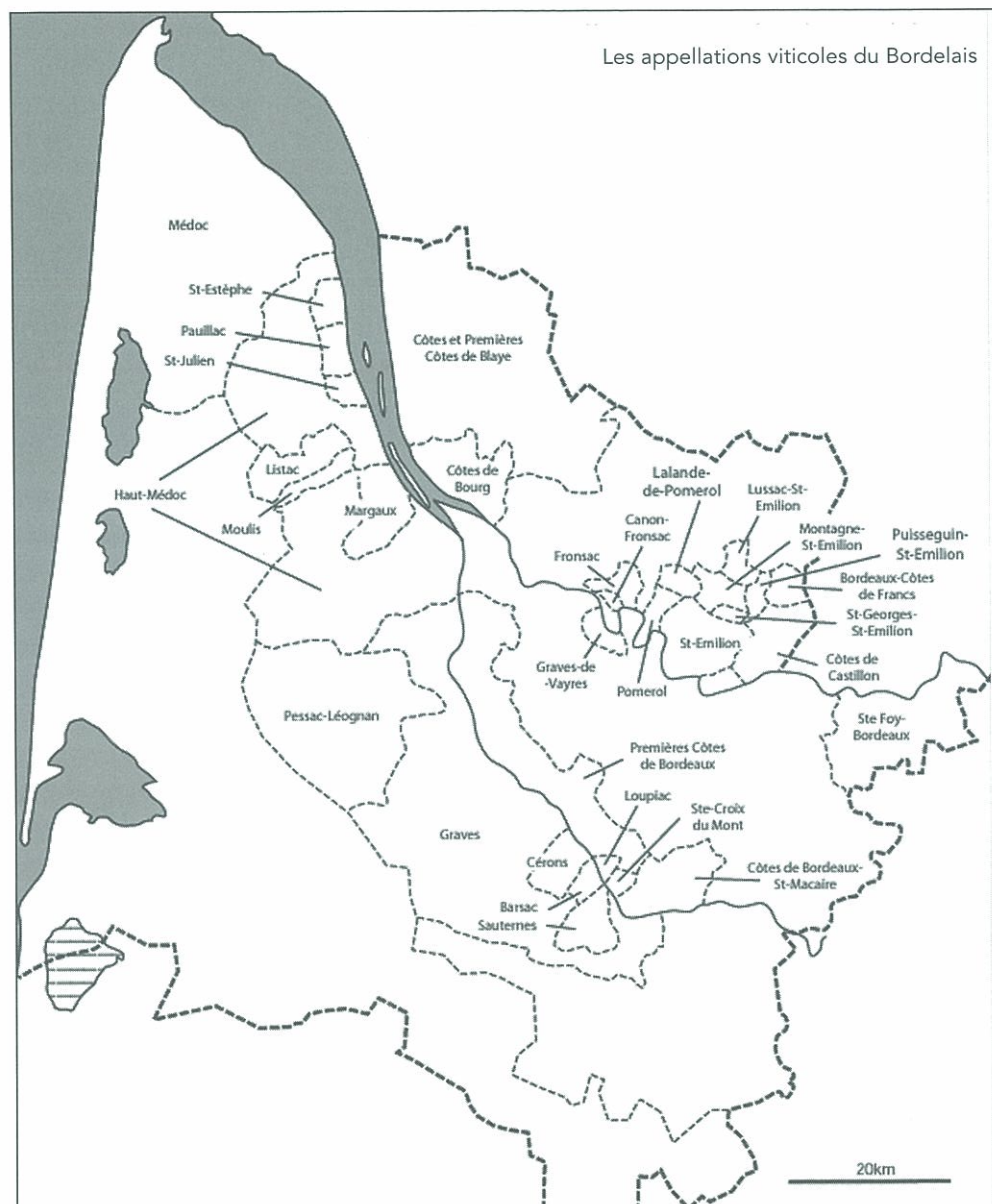 Les appellations viticoles du Bordelais
Médoc
St-Estèphe
Pauillac
St-Julien
Côtes et Premières
Côtes de Blaye
Listac
Haut-Médoc
Moulis
Margaux
Côtes de
Bourg
Lalande-
de-Pomerol
Lussac-St-
Emilion
Canon-
Fronsac
Montagne-
St-Emilion
Puisseguin-
St-Emilion
Fronsac
Bordeaux-Côtes
de Francs
St-Georges-
St-Emilion
St-Emilion
Graves-de
-Vayres
Pomerol
Côtes de
Castillon
Pessac-Léognan
Ste Foy-
Bordeaux
Premières Côtes
de Bordeaux
Loupiac
Ste-Croix
du Mont
Graves
Cérons
Côtes de Bordeaux-
St-Macaire
Barsac
Sauternes
20km